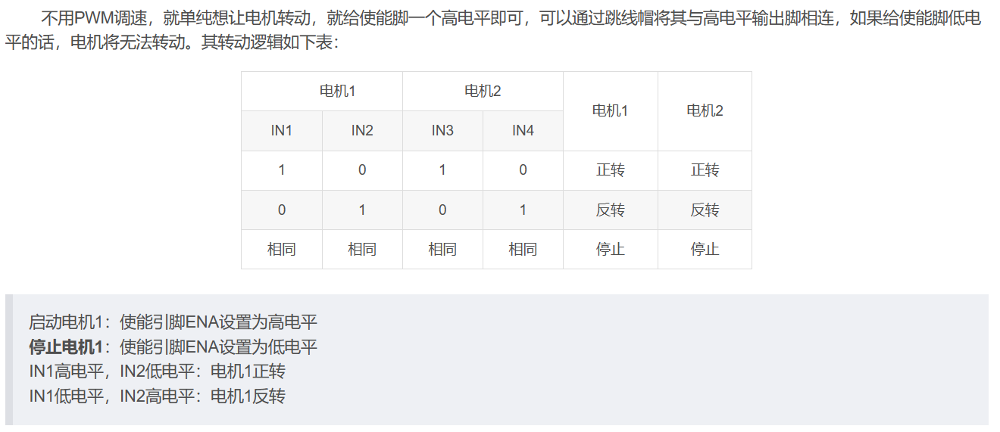 不用PWM调速，就单纯想让电机转动，就给使能脚一个高电平即可，可以通过跳线帽将其与高电平输出脚相连，如果给使能脚低电
平的话，电机将无法转动。其转动逻辑如下表：
电机1 电机2 电机1 电机2
IN1 IN2 IN3 IN4
1 0 1 0 正转 正转
0 1 0 1 反转 反转
相同 相同 相同 相同 停止 停止
启动电机1：使能引脚ENA设置为高电平
停止电机1：使能引脚ENA设置为低电平
IN1高电平，IN2低电平：电机1正转
IN1低电平，IN2高电平：电机1反转